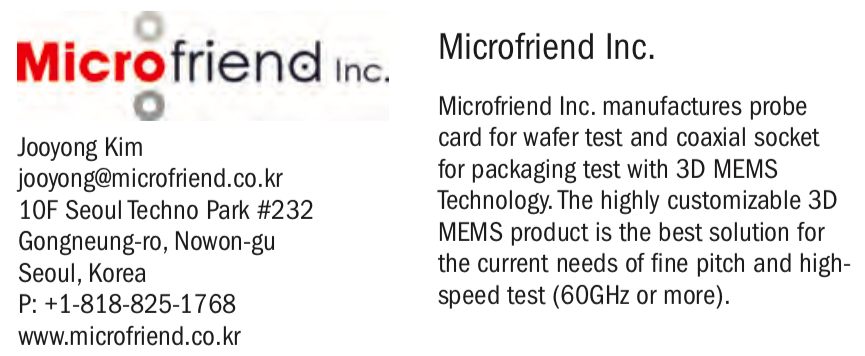 Microfriend Inc.
Jooyong Kim
jooyong@microfriend.co.kr
10F Seoul Techno Park #232
Gongneung-ro, Nowon-gu
Seoul, Korea
P: +1-818-825-1768
www.microfriend.co.kr
Microfriend Inc.
Microfriend Inc. manufactures probe
card for wafer test and coaxial socket
for packaging test with 3D MEMS
Technology. The highly customizable 3D
MEMS product is the best solution for
the current needs of fine pitch and high-
speed test (60GHz or more).